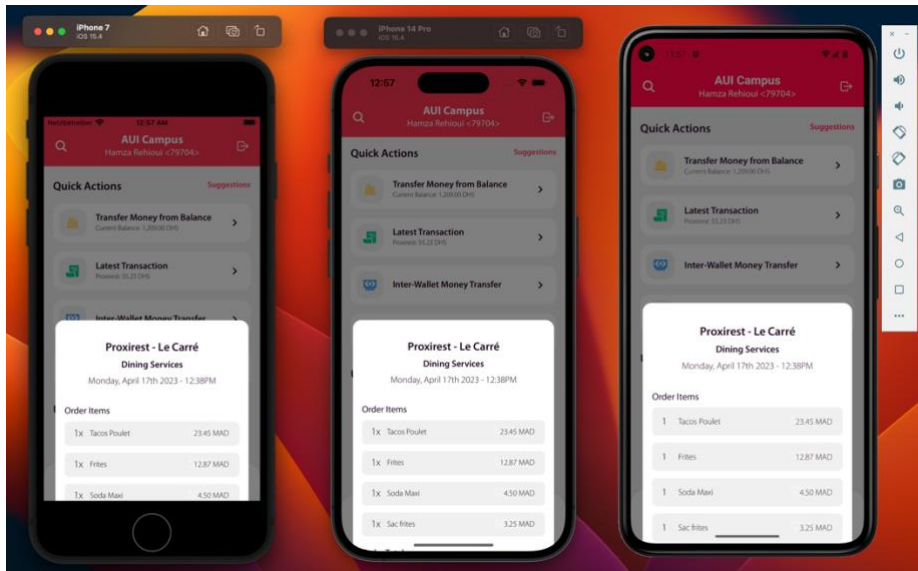 iPhone 7
iOS 15.4
Netzbetreiber
12:57 AM
AUI Campus
Hamza Rehioui <79704>
Quick Actions
Suggestions
Transfer Money from Balance
Current Balance: 1,209.00 DHS
Latest Transaction
Proxirest: 55.23 DHS
Inter-Wallet Money Transfer
Proxirest - Le Carré
Dining Services
Monday, April 17th 2023 - 12:38PM
Order Items
1x Tacos Poulet 23.45 MAD
1x Frites 12.87 MAD
1x Soda Maxi 4.50 MAD
iPhone 14 Pro
iOS 16.4
12:57
AUI Campus
Hamza Rehioui <79704>
Quick Actions
Suggestions
Transfer Money from Balance
Current Balance: 1,209.00 DHS
Latest Transaction
Proxirest: 55.23 DHS
Inter-Wallet Money Transfer
Proxirest - Le Carré
Dining Services
Monday, April 17th 2023 - 12:38PM
Order Items
1x Tacos Poulet 23.45 MAD
1x Frites 12.87 MAD
1x Soda Maxi 4.50 MAD
1x Sac frites 3.25 MAD
11:57
AUI Campus
Hamza Rehioui <79704>
Quick Actions
Suggestions
Transfer Money from Balance
Current Balance: 1,209.00 DHS
Latest Transaction
Proxirest: 55.23 DHS
Inter-Wallet Money Transfer
Proxirest - Le Carré
Dining Services
Monday, April 17th 2023 - 12:38PM
Order Items
1 Tacos Poulet 23.45 MAD
1 Frites 12.87 MAD
1 Soda Maxi 4.50 MAD
1 Sac frites 3.25 MAD